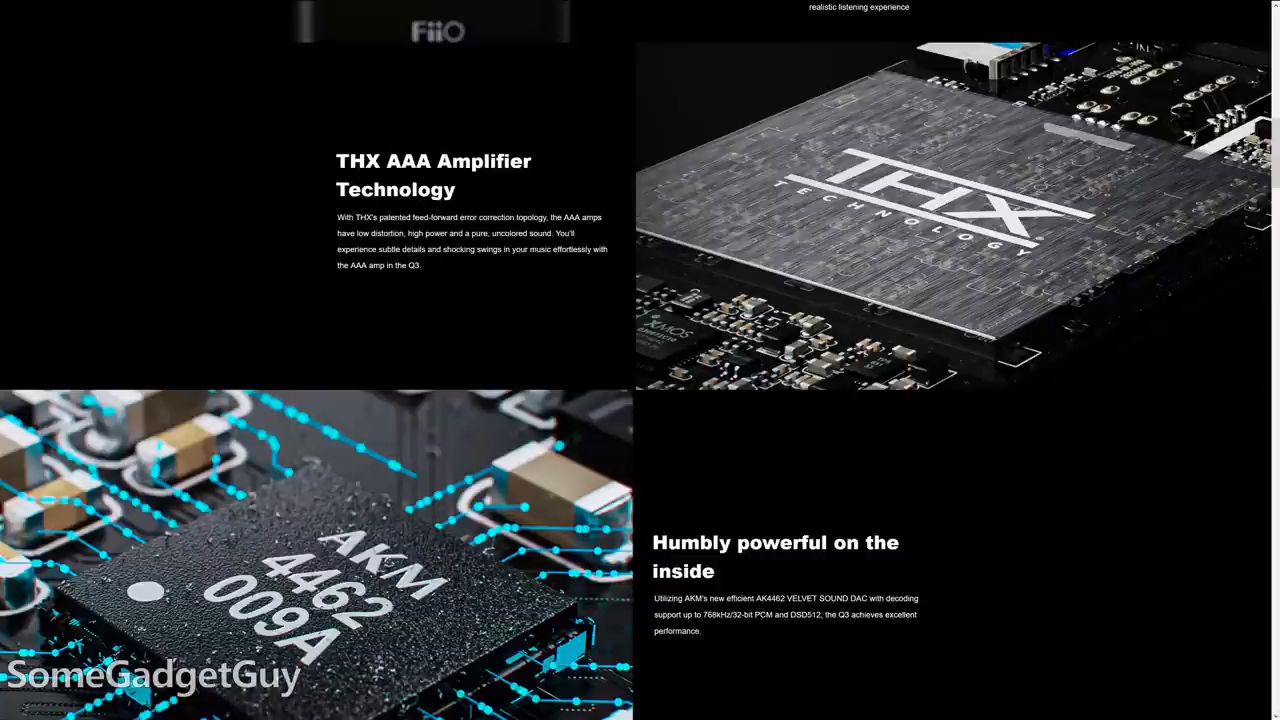 FiiO
realistic listening experience
THX AAA Amplifier
Technology
With THX's patented feed-forward error correction topology, the AAA amps
have low distortion, high power and a pure, uncolored sound. You'll
experience subtle details and shocking swings in your music effortlessly with
the AAA amp in the Q3.
THX
TECHNOLOGY
XMOS
AKM
4462
009A
Humbly powerful on the
inside
Utilizing AKM's new efficient AK4462 VELVET SOUND DAC with decoding
support up to 768kHz/32-bit PCM and DSD512, the Q3 achieves excellent
performance.
SomeGadgetGuy